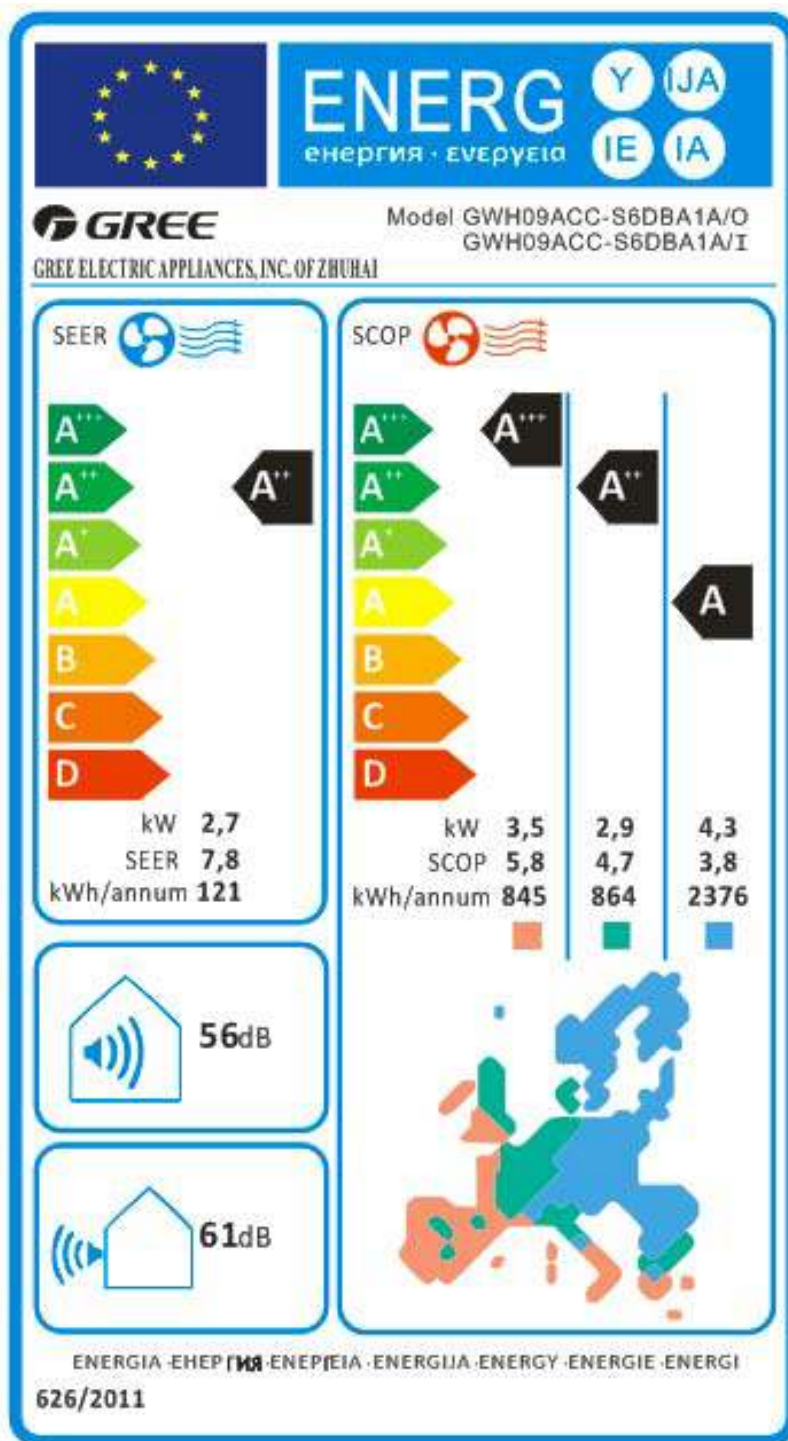 ENERG
енергия · ενεργεια
Y IJA
IE IA
GREE
Model GWH09ACC-S6DBA1A/O
GWH09ACC-S6DBA1A/I
GREE ELECTRIC APPLIANCES, INC. OF ZHUHAI
SEER
A+++
A++
A+
A
B
C
D
A++
kW 2,7
SEER 7,8
kWh/annum 121
SCOP
A+++
A++
A+
A
B
C
D
A+++
A++
A
kW 3,5 2,9 4,3
SCOP 5,8 4,7 3,8
kWh/annum 845 864 2376
56dB
61dB
ENERGIA ·ЕНЕРГИЯ ·ΕΝΕΡΓΕΙΑ ·ENERGIJA ·ENERGY ·ENERGIE ·ENERGI
626/2011